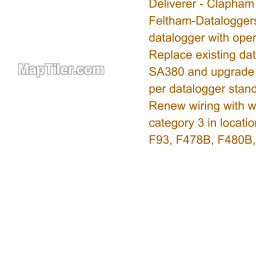 Deliverer - Clapham
Feltham-Dataloggers
datalogger with oper
Replace existing dat
MapTiler.com
SA380 and upgrade
per datalogger stand
Renew wiring with w
category 3 in location
F93, F478B, F480B,